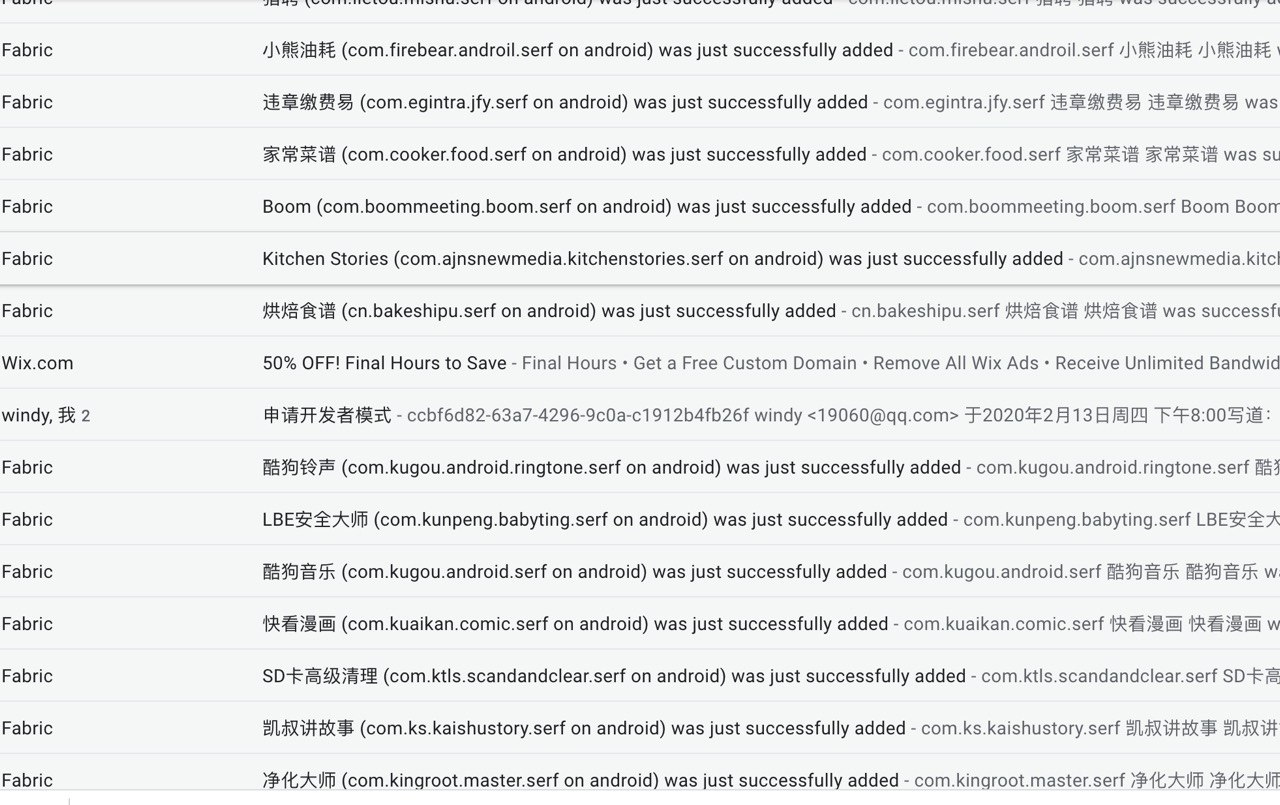 Fabric 猎聘 (com.lietou.mishu.serf on android) was just successfully added - com.lietou.mishu.serf 猎聘 猎聘 was successfully
Fabric 小熊油耗 (com.firebear.androil.serf on android) was just successfully added - com.firebear.androil.serf 小熊油耗 小熊油耗 w
Fabric 违章缴费易 (com.egintra.jfy.serf on android) was just successfully added - com.egintra.jfy.serf 违章缴费易 违章缴费易 was
Fabric 家常菜谱 (com.cooker.food.serf on android) was just successfully added - com.cooker.food.serf 家常菜谱 家常菜谱 was su
Fabric Boom (com.boommeeting.boom.serf on android) was just successfully added - com.boommeeting.boom.serf Boom Boom
Fabric Kitchen Stories (com.ajnsnewmedia.kitchenstories.serf on android) was just successfully added - com.ajnsnewmedia.kitch
Fabric 烘焙食谱 (cn.bakeshipu.serf on android) was just successfully added - cn.bakeshipu.serf 烘焙食谱 烘焙食谱 was successfu
Wix.com 50% OFF! Final Hours to Save - Final Hours • Get a Free Custom Domain • Remove All Wix Ads • Receive Unlimited Bandwid
windy, 我 2 申请开发者模式 - ccbf6d82-63a7-4296-9c0a-c1912b4fb26f windy <19060@qq.com> 于2020年2月13日周四 下午8:00写道：
Fabric 酷狗铃声 (com.kugou.android.ringtone.serf on android) was just successfully added - com.kugou.android.ringtone.serf 酷狗
Fabric LBE安全大师 (com.kunpeng.babyting.serf on android) was just successfully added - com.kunpeng.babyting.serf LBE安全大
Fabric 酷狗音乐 (com.kugou.android.serf on android) was just successfully added - com.kugou.android.serf 酷狗音乐 酷狗音乐 wa
Fabric 快看漫画 (com.kuaikan.comic.serf on android) was just successfully added - com.kuaikan.comic.serf 快看漫画 快看漫画 w
Fabric SD卡高级清理 (com.ktls.scandandclear.serf on android) was just successfully added - com.ktls.scandandclear.serf SD卡高
Fabric 凯叔讲故事 (com.ks.kaishustory.serf on android) was just successfully added - com.ks.kaishustory.serf 凯叔讲故事 凯叔讲
Fabric 净化大师 (com.kingroot.master.serf on android) was just successfully added - com.kingroot.master.serf 净化大师 净化大师